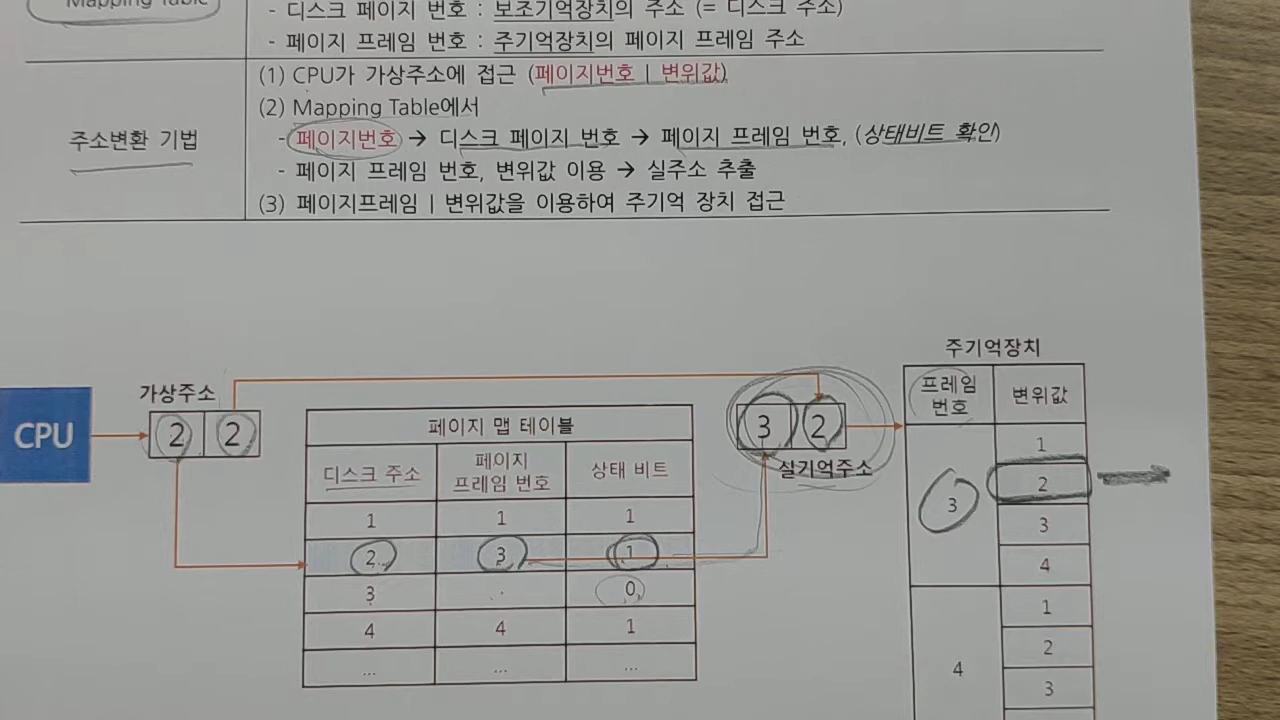 Mapping Table
- 디스크 페이지 번호 : 보조기억장치의 주소 (= 디스크 주소)
- 페이지 프레임 번호 : 주기억장치의 페이지 프레임 주소
주소변환 기법
(1) CPU가 가상주소에 접근 (페이지번호 | 변위값)
(2) Mapping Table에서
- 페이지번호 → 디스크 페이지 번호 → 페이지 프레임 번호, (상태비트 확인)
- 페이지 프레임 번호, 변위값 이용 → 실주소 추출
(3) 페이지프레임 | 변위값을 이용하여 주기억 장치 접근
CPU
가상주소
2 2
페이지 맵 테이블
디스크 주소 페이지 프레임 번호 상태 비트
1 1 1
2 3 1
3 0
4 4 1
... ... ...
3 2
실기억주소
주기억장치
프레임 번호 변위값
3
1
2
3
4
4
1
2
3